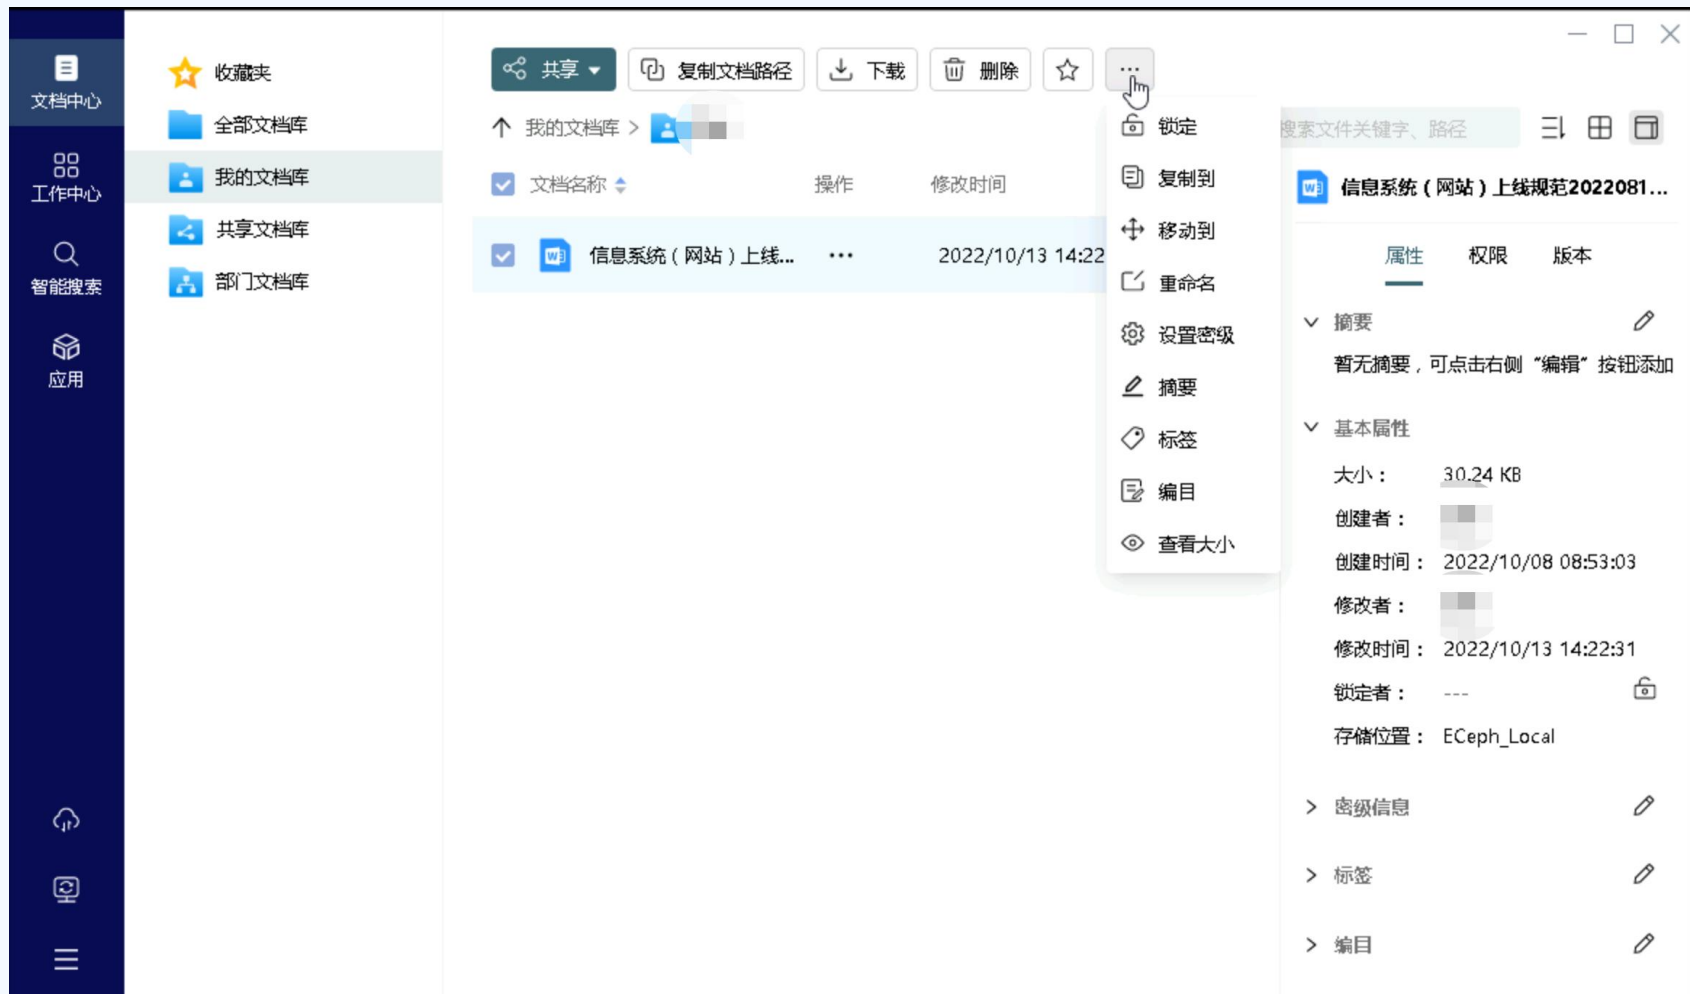 文档中心
工作中心
智能搜索
应用
收藏夹
全部文档库
我的文档库
共享文档库
部门文档库
共享
复制文档路径
下载
删除
...
我的文档库 >
搜索文件关键字、路径
文档名称
操作
修改时间
信息系统（网站）上线...
...
2022/10/13 14:22
锁定
复制到
移动到
重命名
设置密级
摘要
标签
编目
查看大小
信息系统（网站）上线规范2022081...
属性
权限
版本
摘要
暂无摘要，可点击右侧“编辑”按钮添加
基本属性
大小： 30.24 KB
创建者：
创建时间： 2022/10/08 08:53:03
修改者：
修改时间： 2022/10/13 14:22:31
锁定者： ---
存储位置： ECeph_Local
密级信息
标签
编目